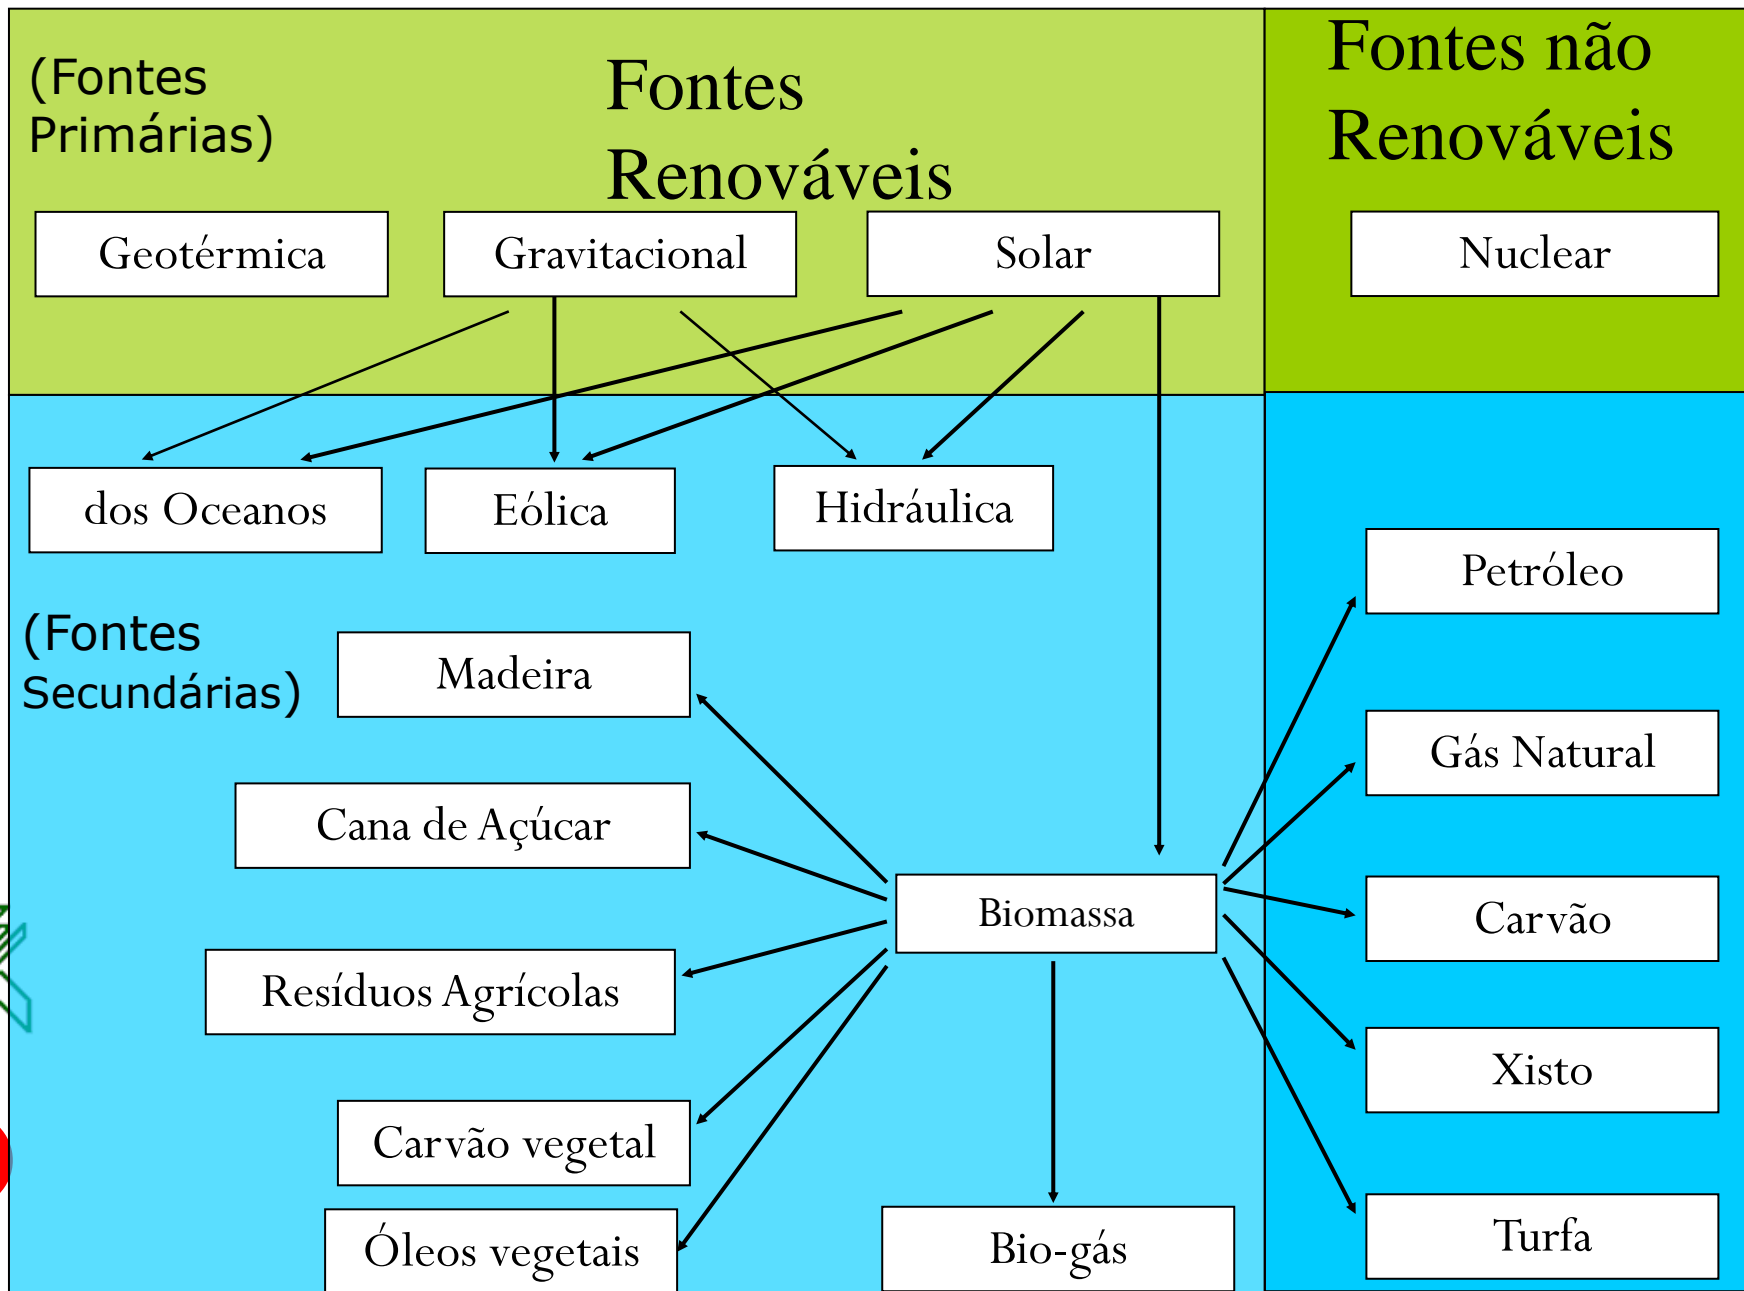 (Fontes
Primárias)
Fontes
Renováveis
Fontes não
Renováveis
Geotérmica
Gravitacional
Solar
Nuclear
dos Oceanos
Eólica
Hidráulica
Petróleo
(Fontes
Secundárias)
Madeira
Gás Natural
Cana de Açúcar
Biomassa
Carvão
Resíduos Agrícolas
Xisto
Carvão vegetal
Óleos vegetais
Bio-gás
Turfa